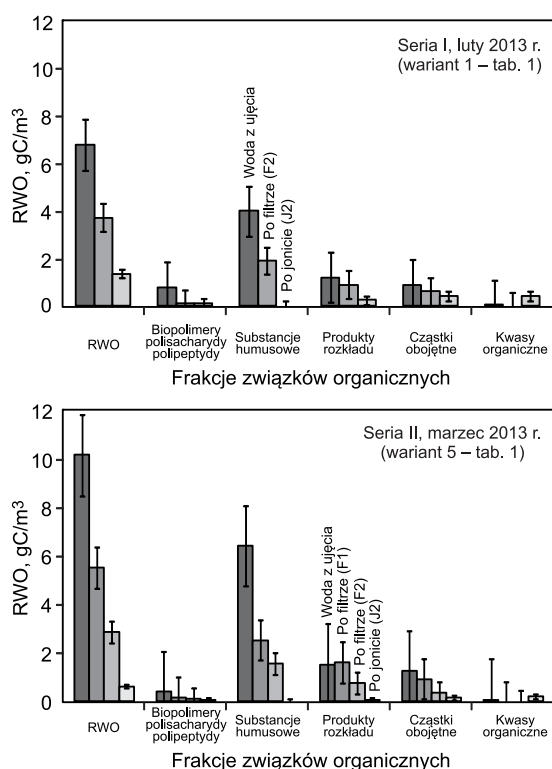 Seria I, luty 2013 r.
(wariant 1 – tab. 1)
RWO, gC/m³
12
10
8
6
4
2
0
Woda z ujęcia
Po filtrze (F2)
Po jonicie (J2)
RWO
Biopolimery
polisacharydy
polipeptydy
Substancje
humusowe
Produkty
rozkładu
Cząstki
obojętne
Kwasy
organiczne
Frakcje związków organicznych
Seria II, marzec 2013 r.
(wariant 5 – tab. 1)
RWO, gC/m³
12
10
8
6
4
2
0
Woda z ujęcia
Po filtrze (F1)
Po filtrze (F2)
Po jonicie (J2)
RWO
Biopolimery
polisacharydy
polipeptydy
Substancje
humusowe
Produkty
rozkładu
Cząstki
obojętne
Kwasy
organiczne
Frakcje związków organicznych